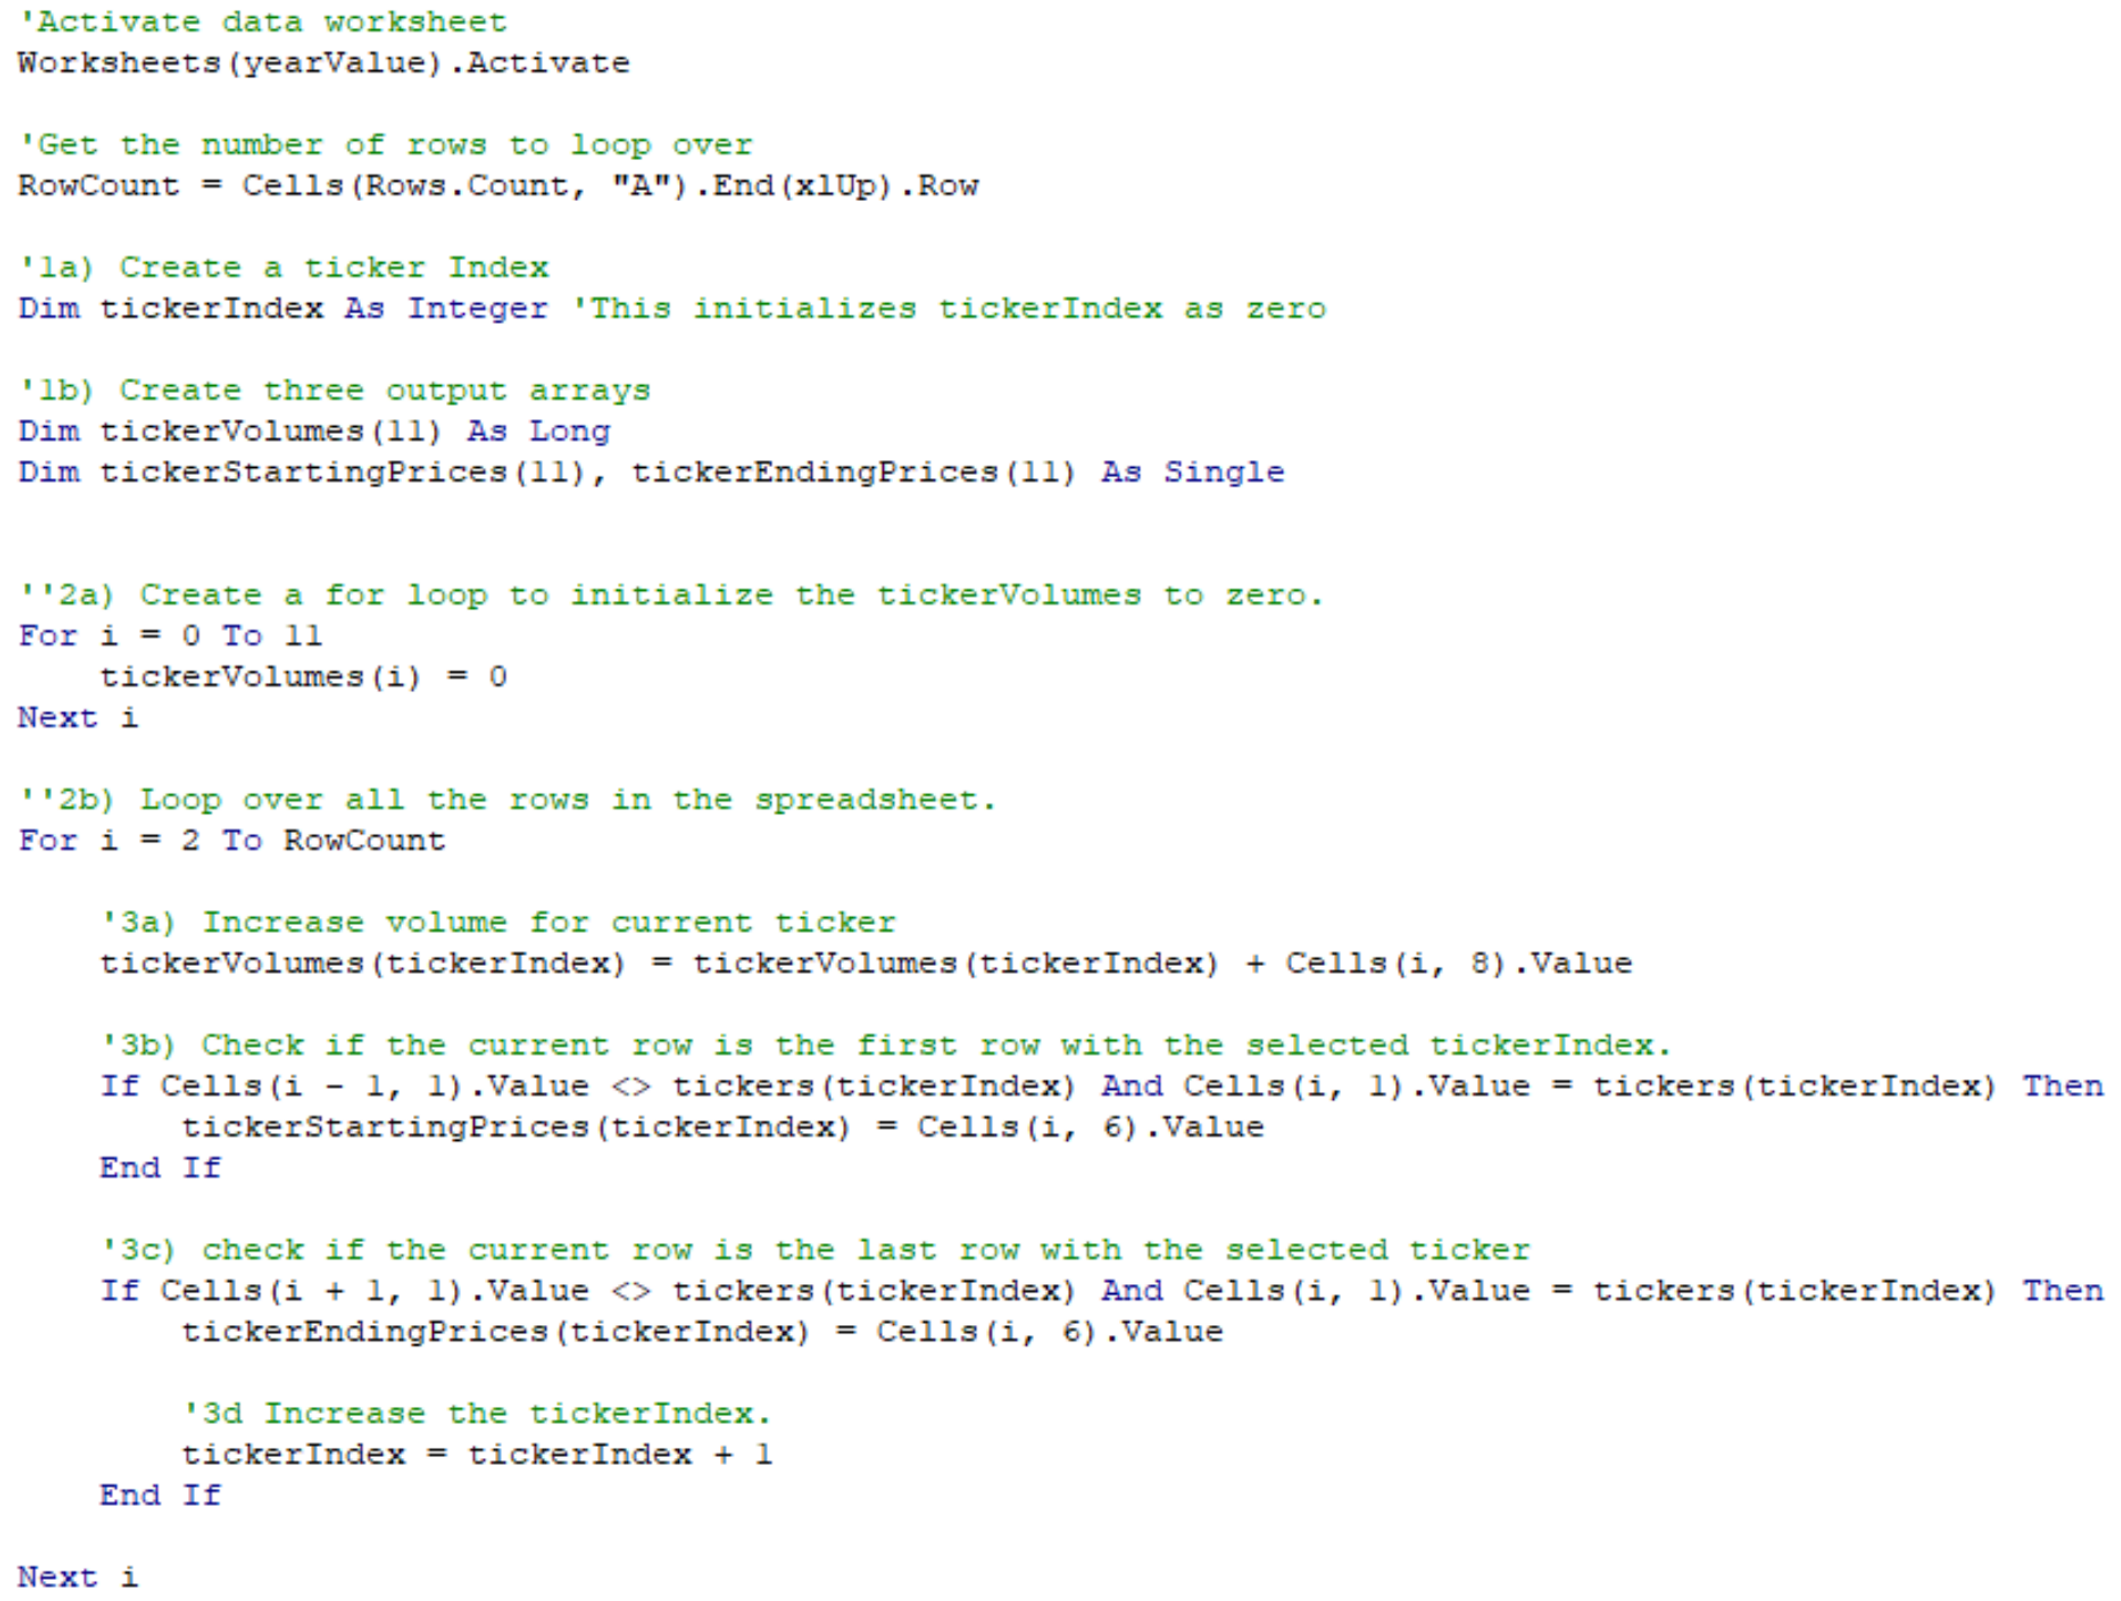 'Activate data worksheet
Worksheets(yearValue).Activate
'Get the number of rows to loop over
RowCount = Cells(Rows.Count, "A").End(xlUp).Row
'1a) Create a ticker Index
Dim tickerIndex As Integer 'This initializes tickerIndex as zero
'1b) Create three output arrays
Dim tickerVolumes(11) As Long
Dim tickerStartingPrices(11), tickerEndingPrices(11) As Single
''2a) Create a for loop to initialize the tickerVolumes to zero.
For i = 0 To 11
    tickerVolumes(i) = 0
Next i
''2b) Loop over all the rows in the spreadsheet.
For i = 2 To RowCount
    '3a) Increase volume for current ticker
    tickerVolumes(tickerIndex) = tickerVolumes(tickerIndex) + Cells(i, 8).Value
    '3b) Check if the current row is the first row with the selected tickerIndex.
    If Cells(i - 1, 1).Value <> tickers(tickerIndex) And Cells(i, 1).Value = tickers(tickerIndex) Then
        tickerStartingPrices(tickerIndex) = Cells(i, 6).Value
    End If
    '3c) check if the current row is the last row with the selected ticker
    If Cells(i + 1, 1).Value <> tickers(tickerIndex) And Cells(i, 1).Value = tickers(tickerIndex) Then
        tickerEndingPrices(tickerIndex) = Cells(i, 6).Value
        '3d Increase the tickerIndex.
        tickerIndex = tickerIndex + 1
    End If
Next i